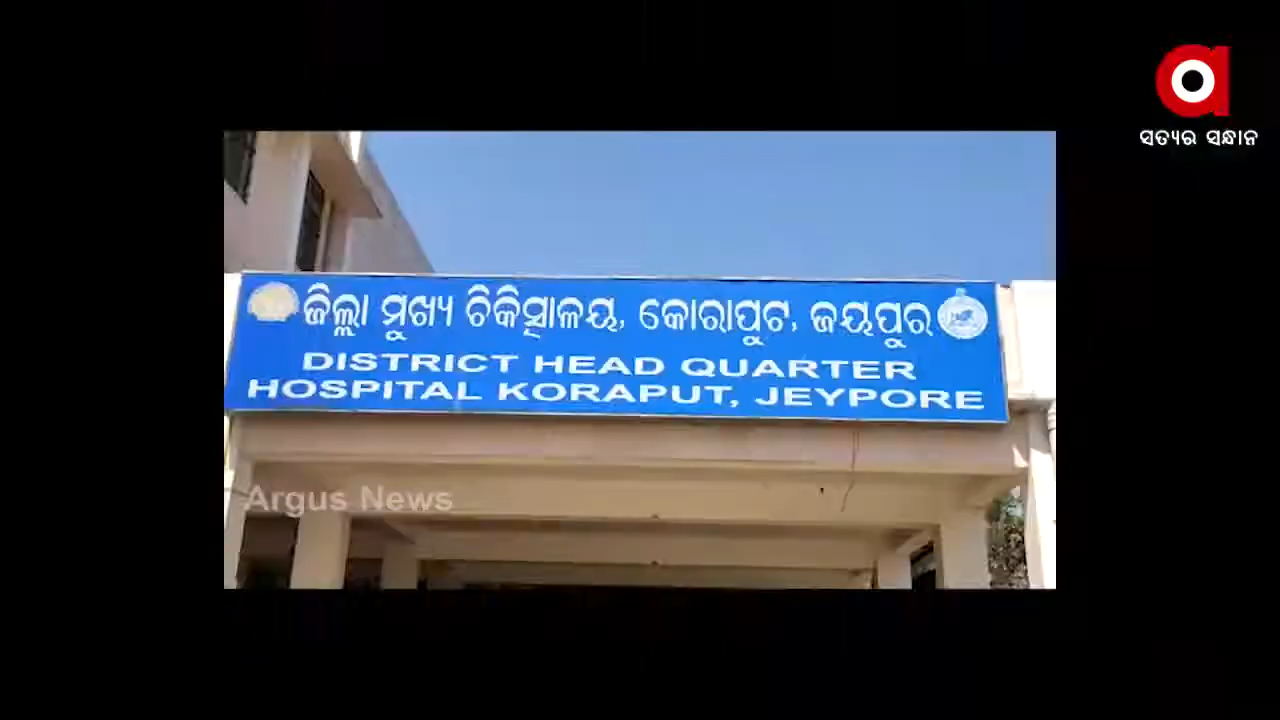 ସତ୍ୟର ସନ୍ଧାନ
ଜିଲ୍ଲା ମୁଖ୍ୟ ଚିକିତ୍ସାଳୟ, କୋରାପୁଟ, ଜୟପୁର
DISTRICT HEAD QUARTER
HOSPITAL KORAPUT, JEYPORE
Argus News